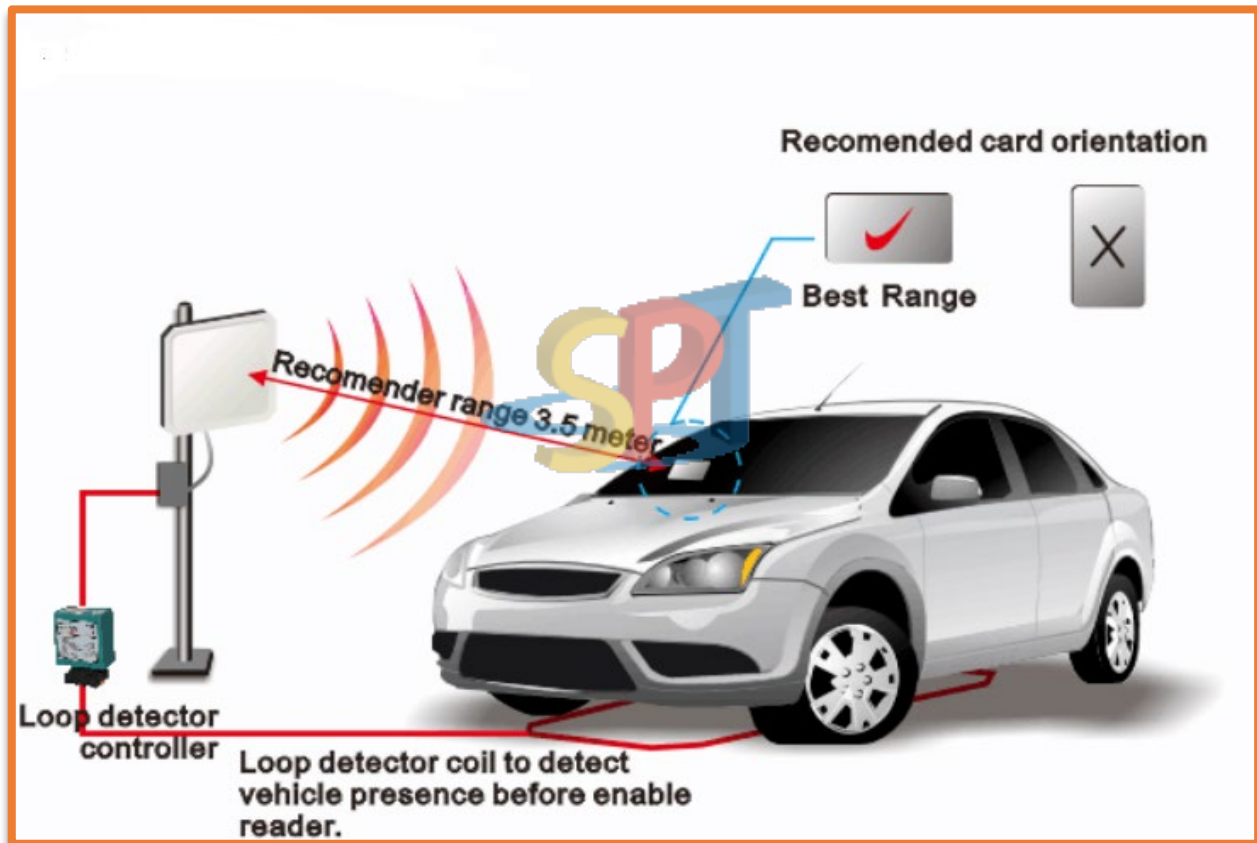 Recomended card orientation
X
Best Range
SPT
Recomender range 3.5 meter
Loop detector
controller
Loop detector coil to detect
vehicle presence before enable
reader.